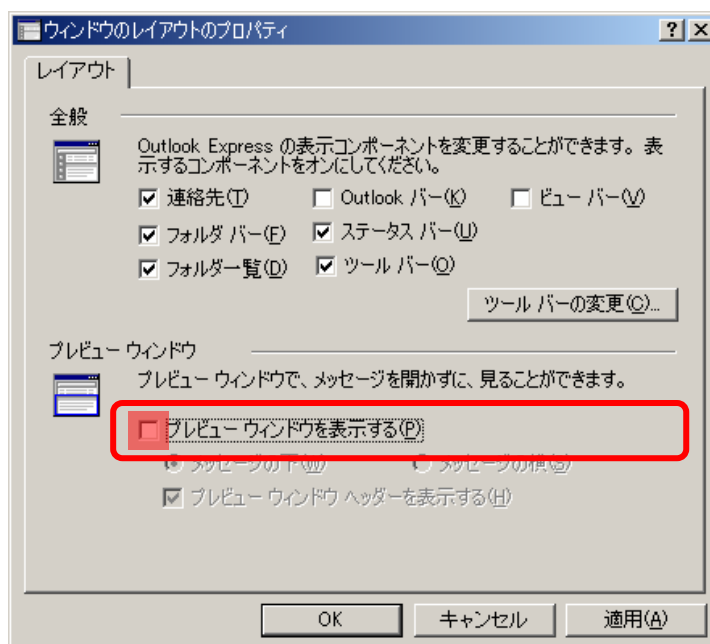 ウィンドウのレイアウトのプロパティ
レイアウト
全般
Outlook Express の表示コンポーネントを変更することができます。表
示するコンポーネントをオンにしてください。
連絡先(T) Outlook バー(K) ビュー バー(V)
フォルダ バー(F) ステータス バー(U)
フォルダ一覧(D) ツール バー(O)
ツール バーの変更(C)...
プレビュー ウィンドウ
プレビュー ウィンドウで、メッセージを開かずに、見ることができます。
プレビュー ウィンドウを表示する(P)
メッセージの下(W) メッセージの横(S)
プレビュー ウィンドウ ヘッダーを表示する(H)
OK キャンセル 適用(A)